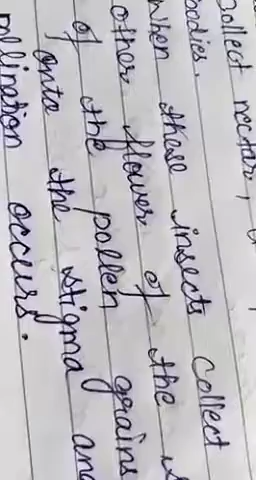 collect nectar,
bodies.
When these insects collect
other flower of the
of the pollen grains
onto the stigma and
pollination occurs.